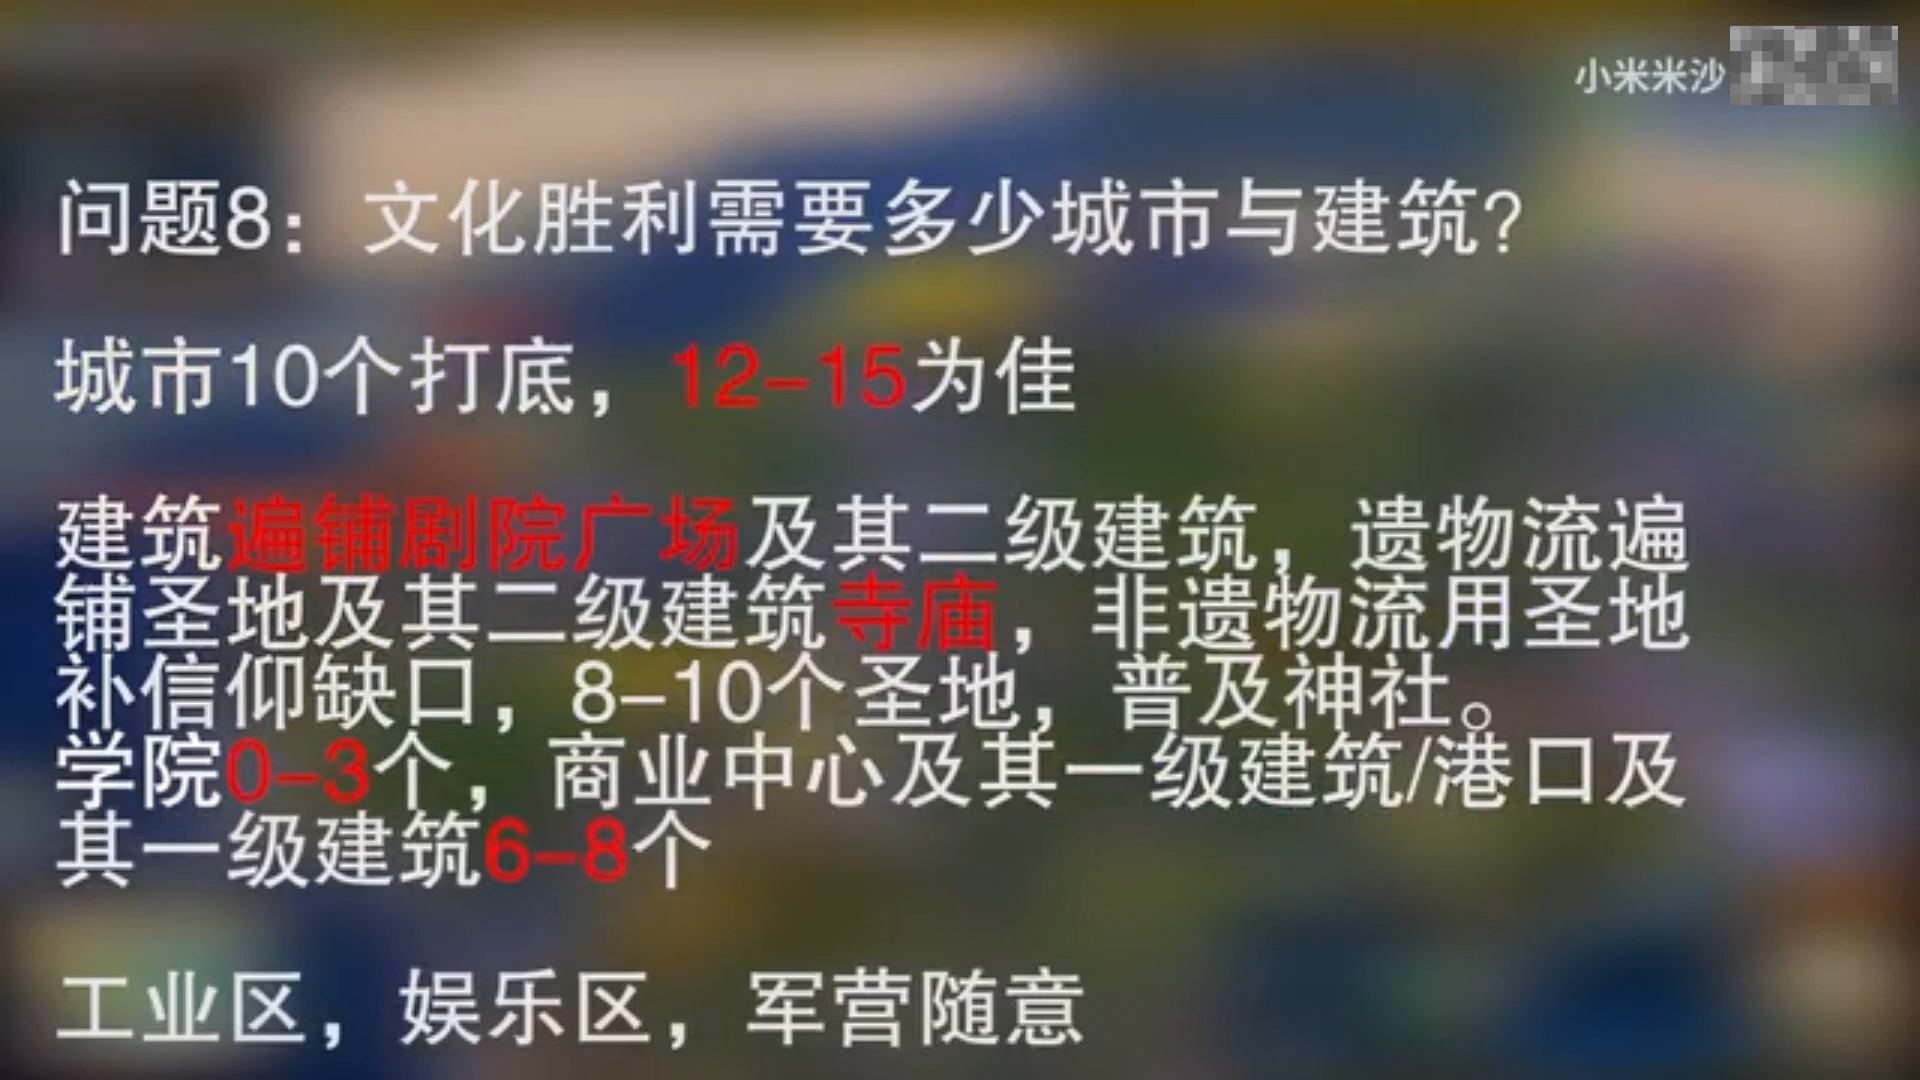 小米米沙
问题8：文化胜利需要多少城市与建筑？
城市10个打底，12-15为佳
建筑遍铺剧院广场及其二级建筑，遗物流遍
铺圣地及其二级建筑寺庙，非遗物流用圣地
补信仰缺口，8-10个圣地，普及神社。
学院0-3个，商业中心及其一级建筑/港口及
其一级建筑6-8个
工业区，娱乐区，军营随意